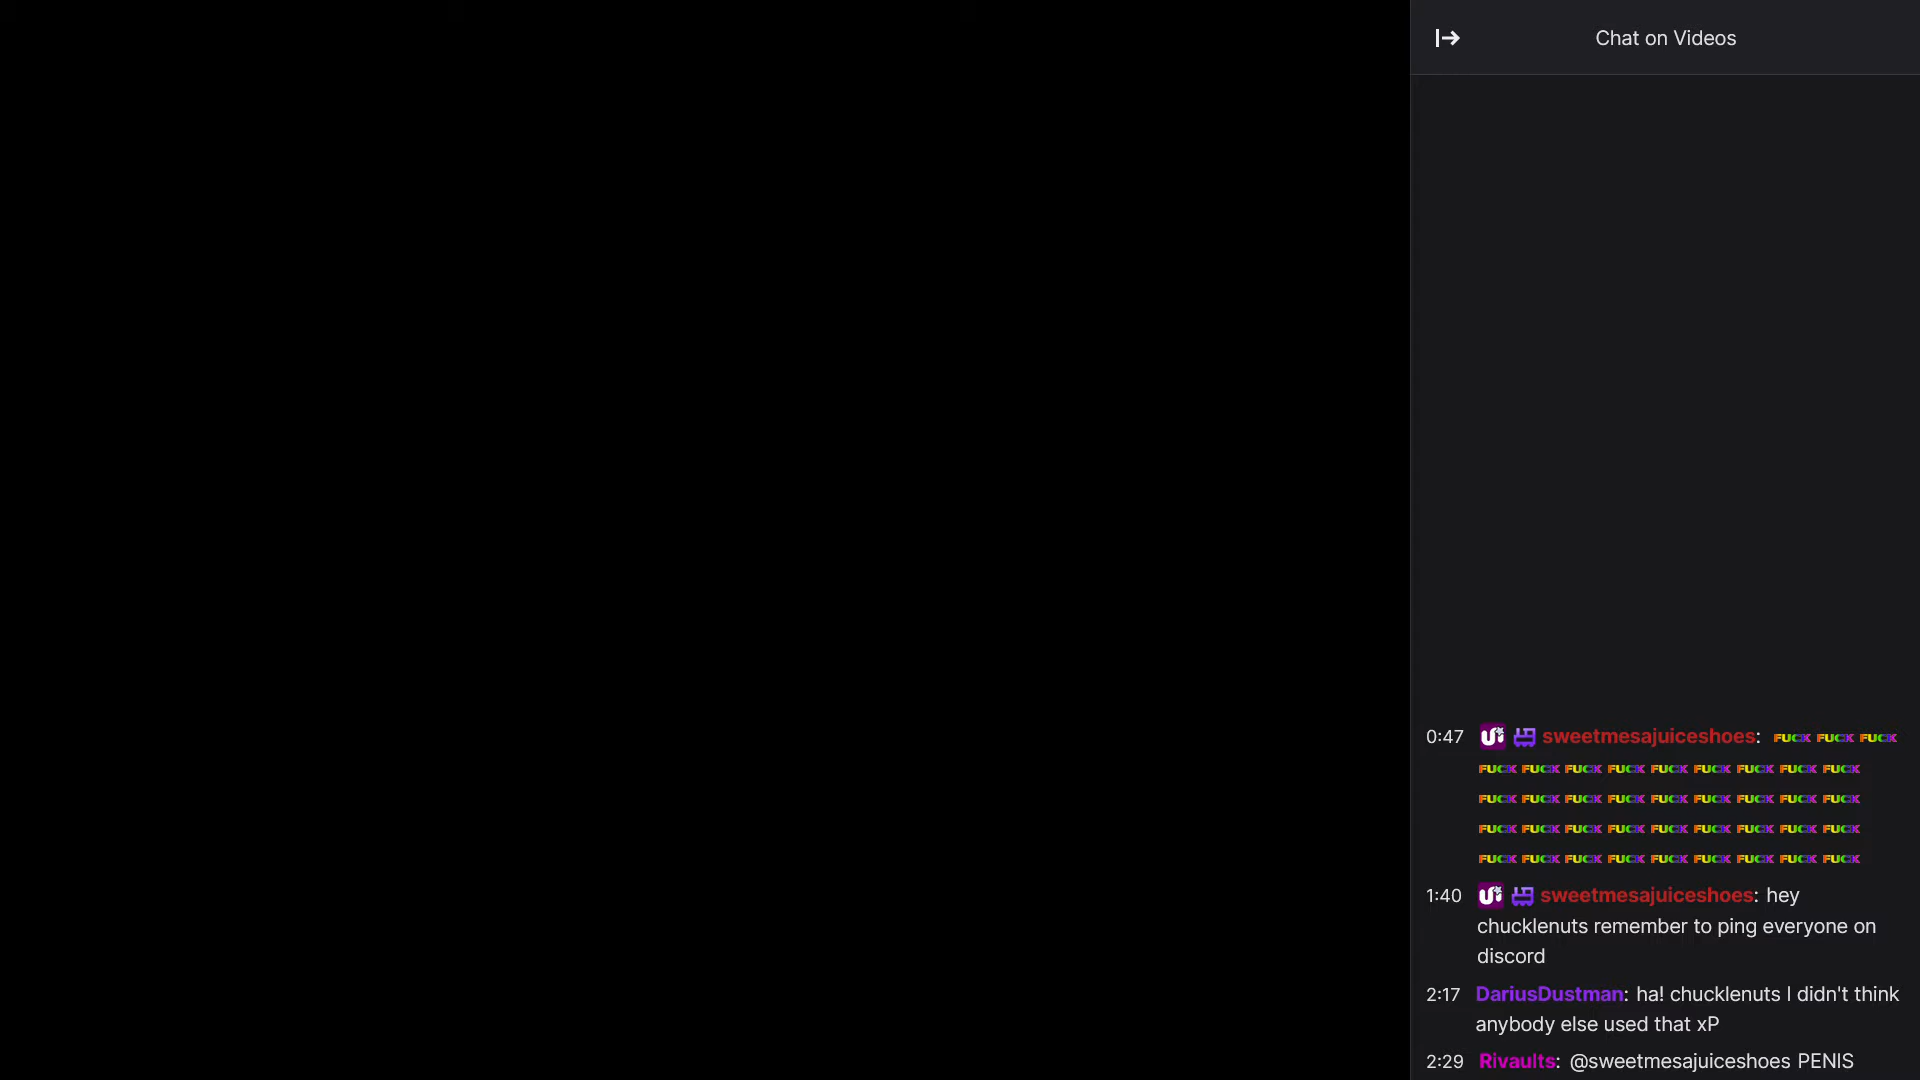 Chat on Videos
0:47 sweetmesajuiceshoes: FUCK FUCK FUCK
FUCK FUCK FUCK FUCK FUCK FUCK FUCK FUCK FUCK
FUCK FUCK FUCK FUCK FUCK FUCK FUCK FUCK FUCK
FUCK FUCK FUCK FUCK FUCK FUCK FUCK FUCK FUCK
FUCK FUCK FUCK FUCK FUCK FUCK FUCK FUCK FUCK
1:40 sweetmesajuiceshoes: hey
chucklenuts remember to ping everyone on
discord
2:17 DariusDustman: ha! chucklenuts I didn't think
anybody else used that xP
2:29 Rivaults: @sweetmesajuiceshoes PENIS